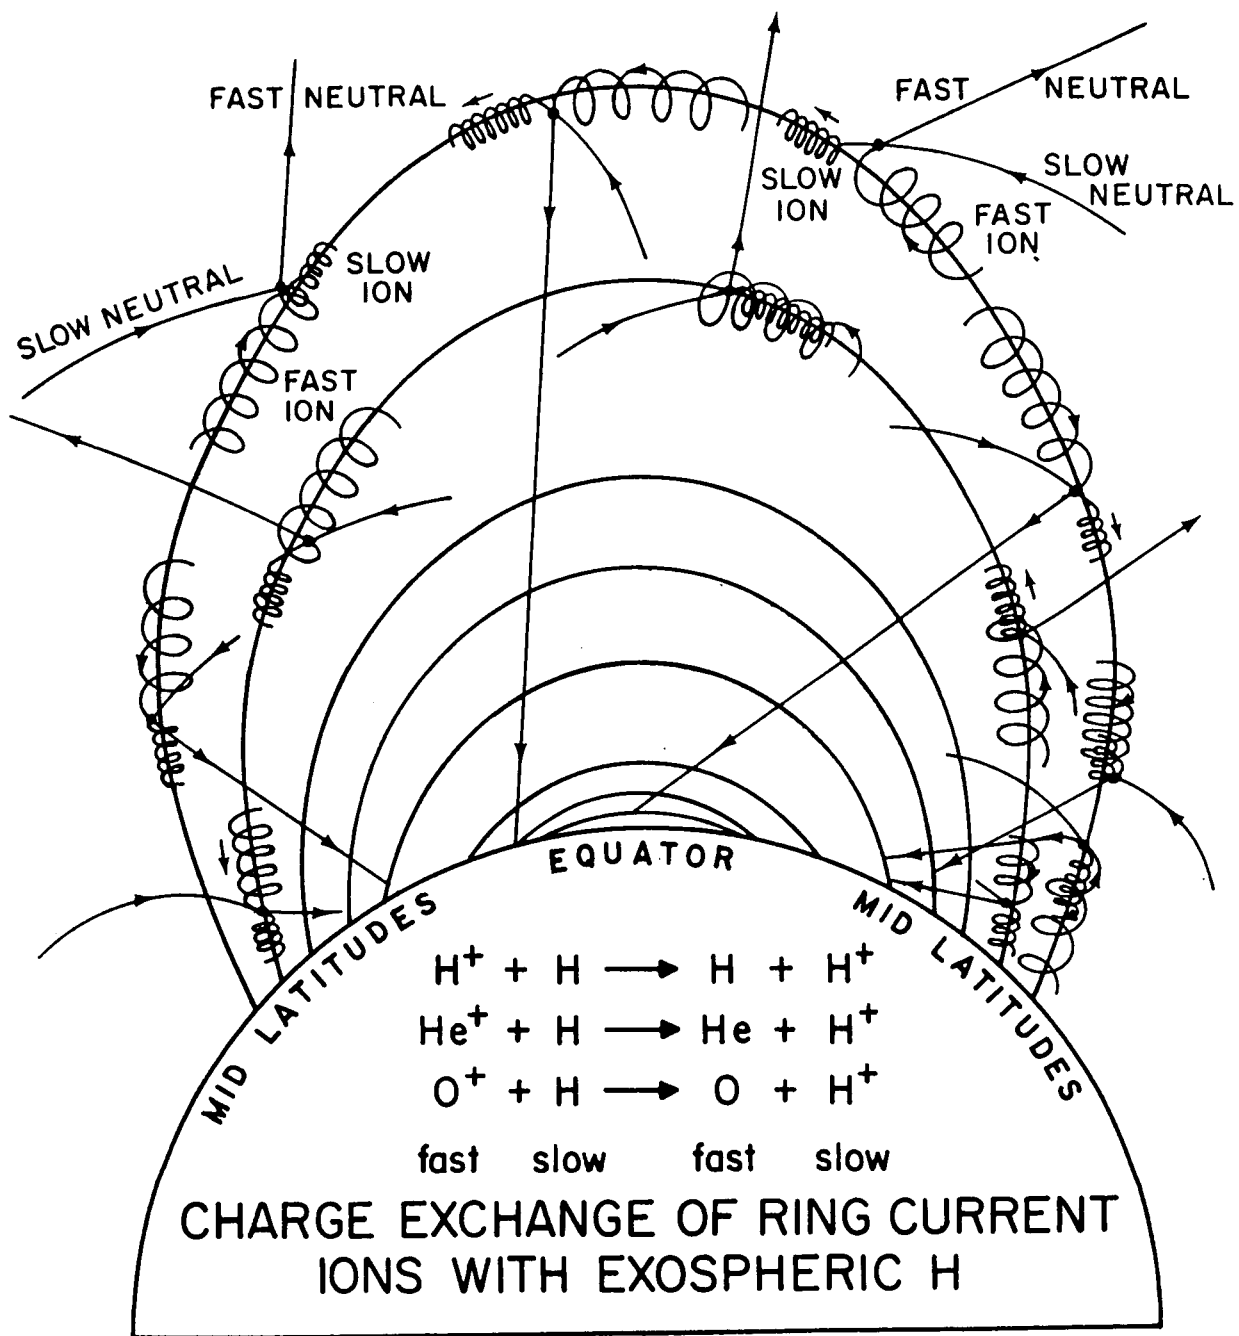 FAST NEUTRAL
FAST NEUTRAL
SLOW
NEUTRAL
SLOW
ION
FAST
ION
SLOW NEUTRAL
SLOW
ION
FAST
ION
EQUATOR
MID LATITUDES
MID LATITUDES
H⁺ + H → H + H⁺
He⁺ + H → He + H⁺
O⁺ + H → O + H⁺
fast slow fast slow
CHARGE EXCHANGE OF RING CURRENT
IONS WITH EXOSPHERIC H